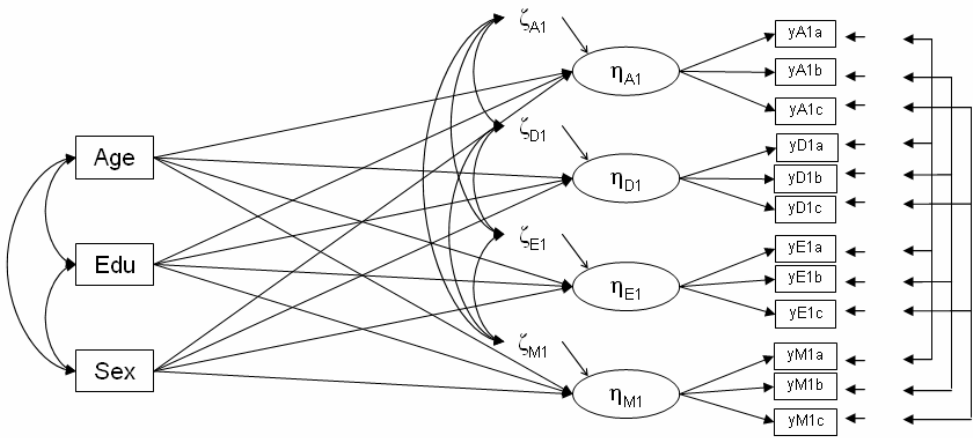 ζA1
ηA1
yA1a
yA1b
yA1c
Age
ζD1
ηD1
yD1a
yD1b
yD1c
Edu
ζE1
ηE1
yE1a
yE1b
yE1c
Sex
ζM1
ηM1
yM1a
yM1b
yM1c